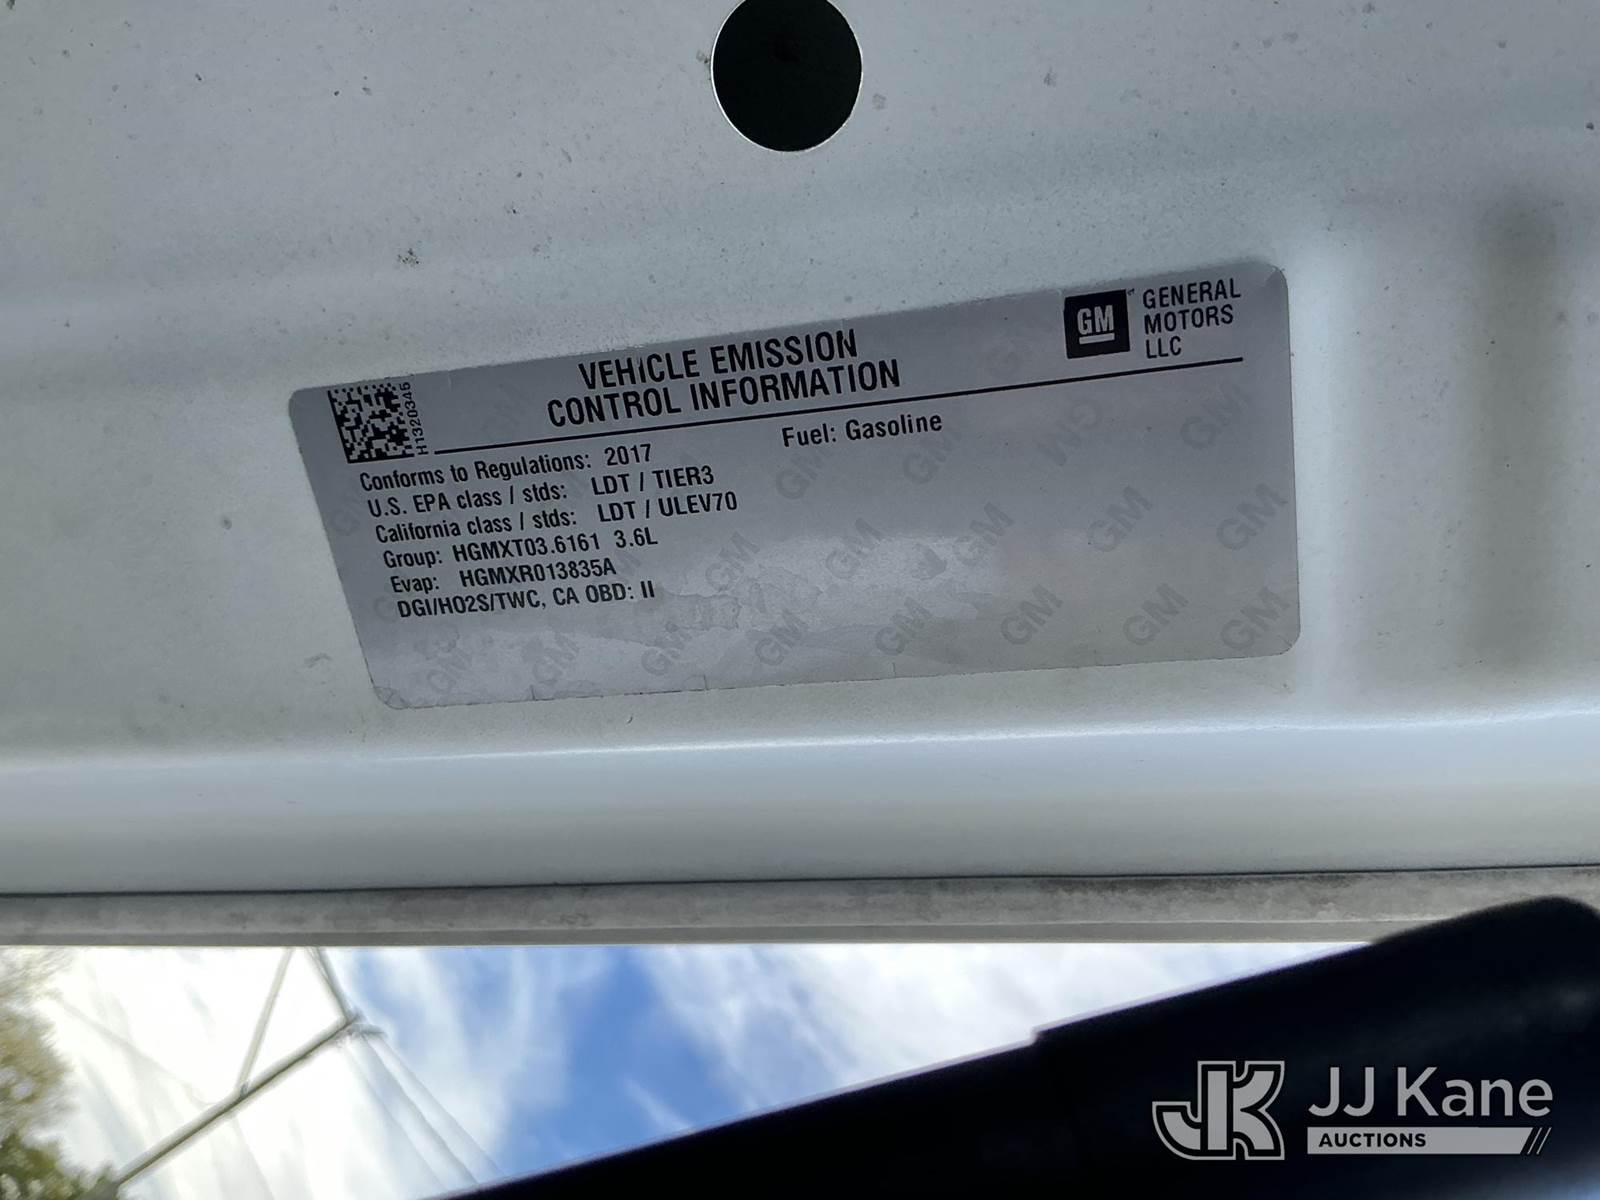 GM
GENERAL
MOTORS
LLC
VEHICLE EMISSION
CONTROL INFORMATION
H1320346
Conforms to Regulations: 2017
Fuel: Gasoline
U.S. EPA class / stds: LDT / TIER3
California class / stds: LDT / ULEV70
Group: HGMXT03.6161 3.6L
Evap: HGMXR013835A
DGI/HO2S/TWC, CA OBD: II
JK JJ Kane
AUCTIONS